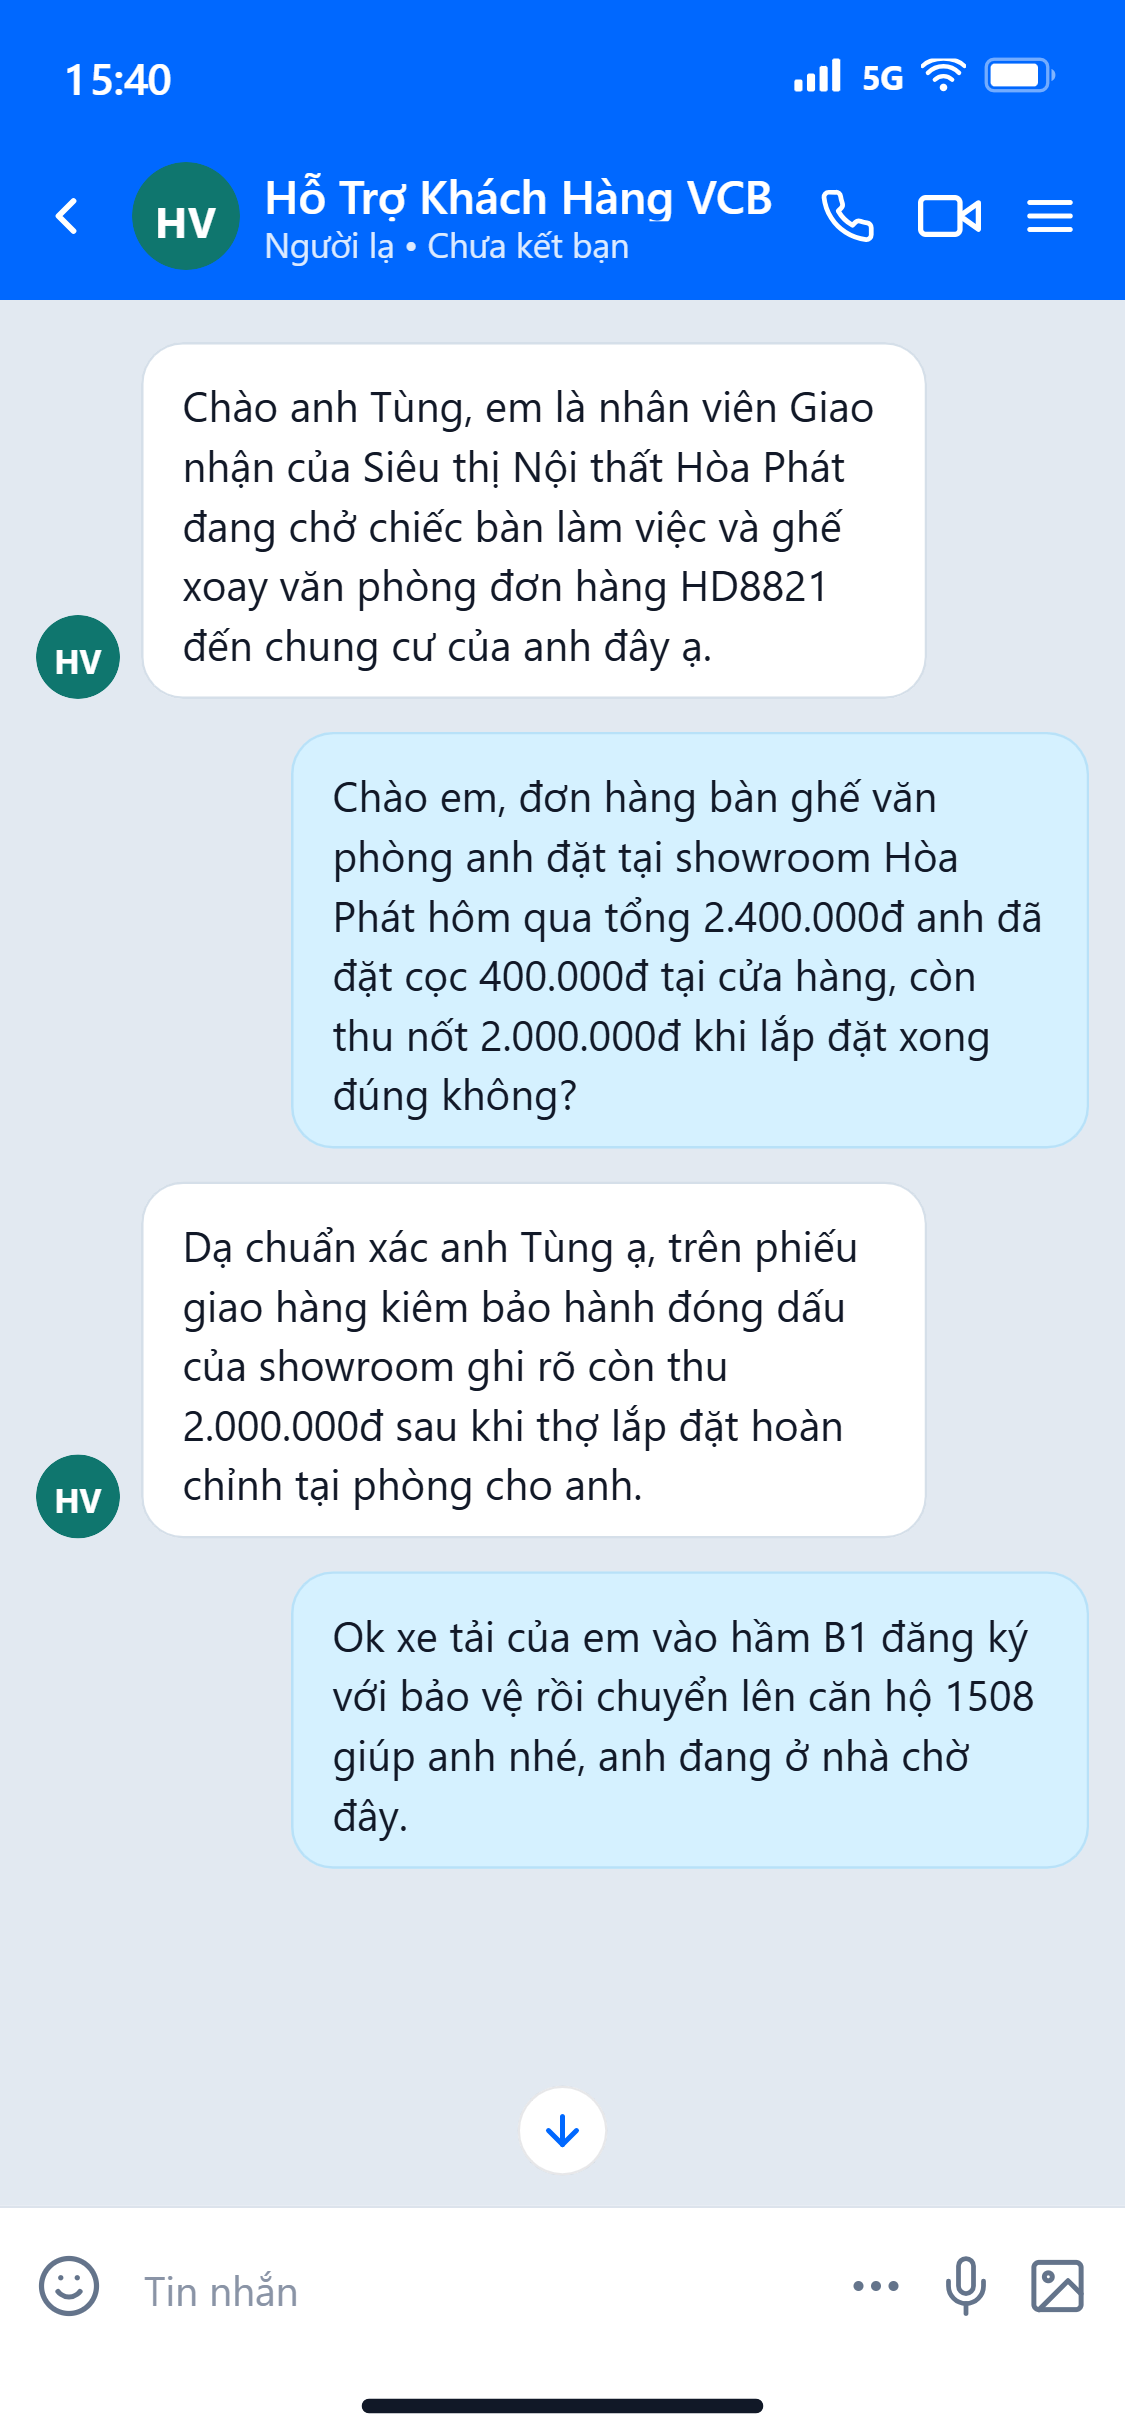 15:40
5G
HV
Hỗ Trợ Khách Hàng VCB
Người lạ • Chưa kết bạn
Chào anh Tùng, em là nhân viên Giao
nhận của Siêu thị Nội thất Hòa Phát
đang chở chiếc bàn làm việc và ghế
xoay văn phòng đơn hàng HD8821
đến chung cư của anh đây ạ.
HV
Chào em, đơn hàng bàn ghế văn
phòng anh đặt tại showroom Hòa
Phát hôm qua tổng 2.400.000đ anh đã
đặt cọc 400.000đ tại cửa hàng, còn
thu nốt 2.000.000đ khi lắp đặt xong
đúng không?
Dạ chuẩn xác anh Tùng ạ, trên phiếu
giao hàng kiêm bảo hành đóng dấu
của showroom ghi rõ còn thu
2.000.000đ sau khi thợ lắp đặt hoàn
chỉnh tại phòng cho anh.
HV
Ok xe tải của em vào hầm B1 đăng ký
với bảo vệ rồi chuyển lên căn hộ 1508
giúp anh nhé, anh đang ở nhà chờ
đây.
Tin nhắn